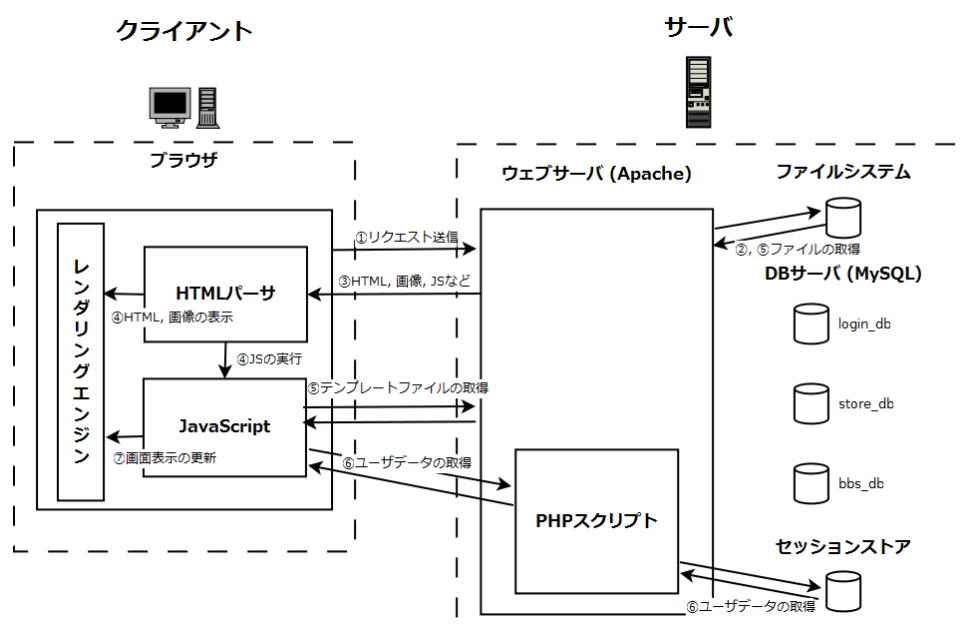 クライアント
サーバ
ブラウザ
ウェブサーバ (Apache)
ファイルシステム
①リクエスト送信
②, ⑤ファイルの取得
③HTML, 画像, JSなど
DBサーバ (MySQL)
レンダリングエンジン
HTMLパーサ
④HTML, 画像の表示
login_db
④JSの実行
⑤テンプレートファイルの取得
store_db
JavaScript
⑦画面表示の更新
⑥ユーザデータの取得
bbs_db
PHPスクリプト
セッションストア
⑥ユーザデータの取得